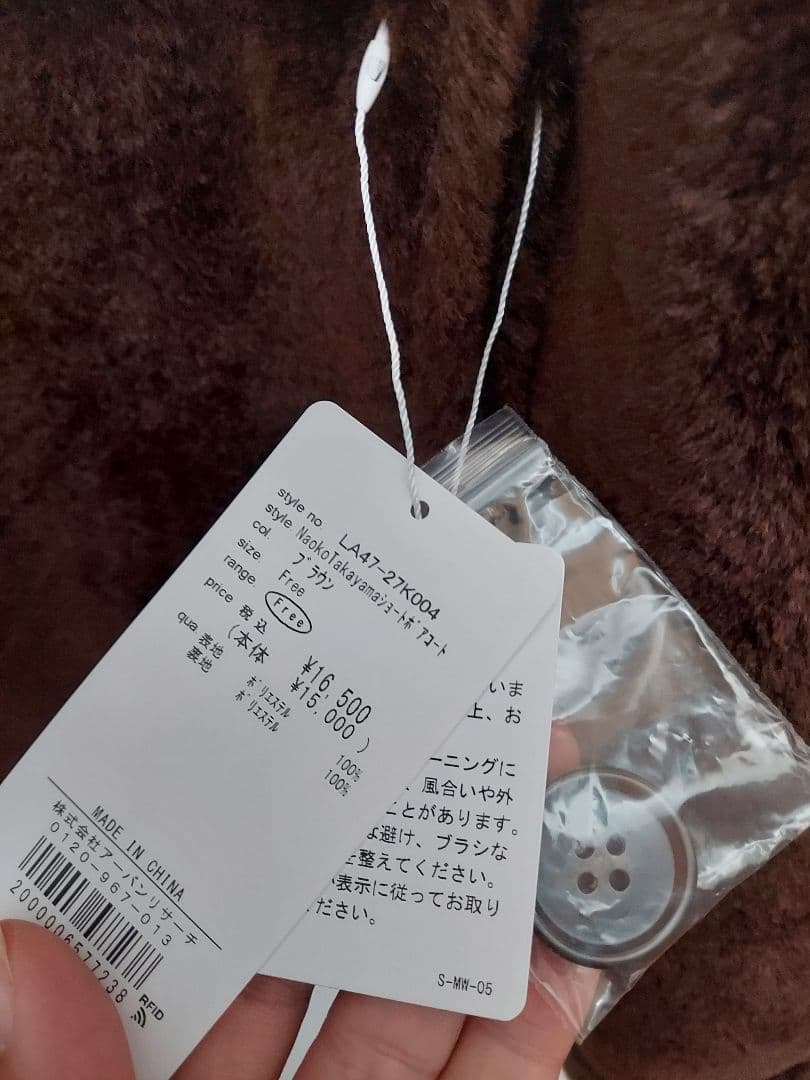 style no. LA47-27K004
style. NaokoTakayamaショートボアコート
col. ブラウン
size. Free
range. Free
price 税込 ¥16,500
(本体 ¥15,000 )
qua 表地 ポリエステル 100%
裏地 ポリエステル 100%
MADE IN CHINA
株式会社アーバンリサーチ
0120-967-013
2000006577238
RFID
いま
上、お
ーニングに
、風合いや外
ことがあります。
な避け、ブラシな
を整えてください。
表示に従ってお取り
ださい。
S-MW-05